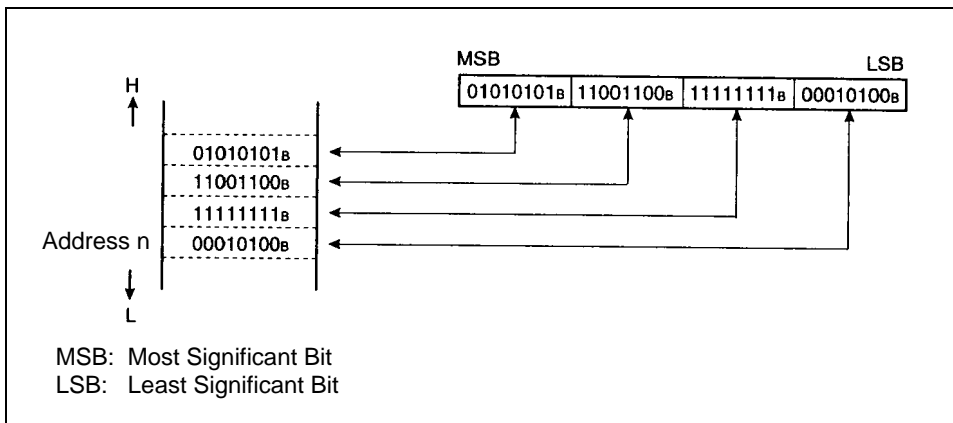 MSB LSB
01010101B 11001100B 11111111B 00010100B
H
01010101B
11001100B
11111111B
Address n 00010100B
L
MSB: Most Significant Bit
LSB: Least Significant Bit